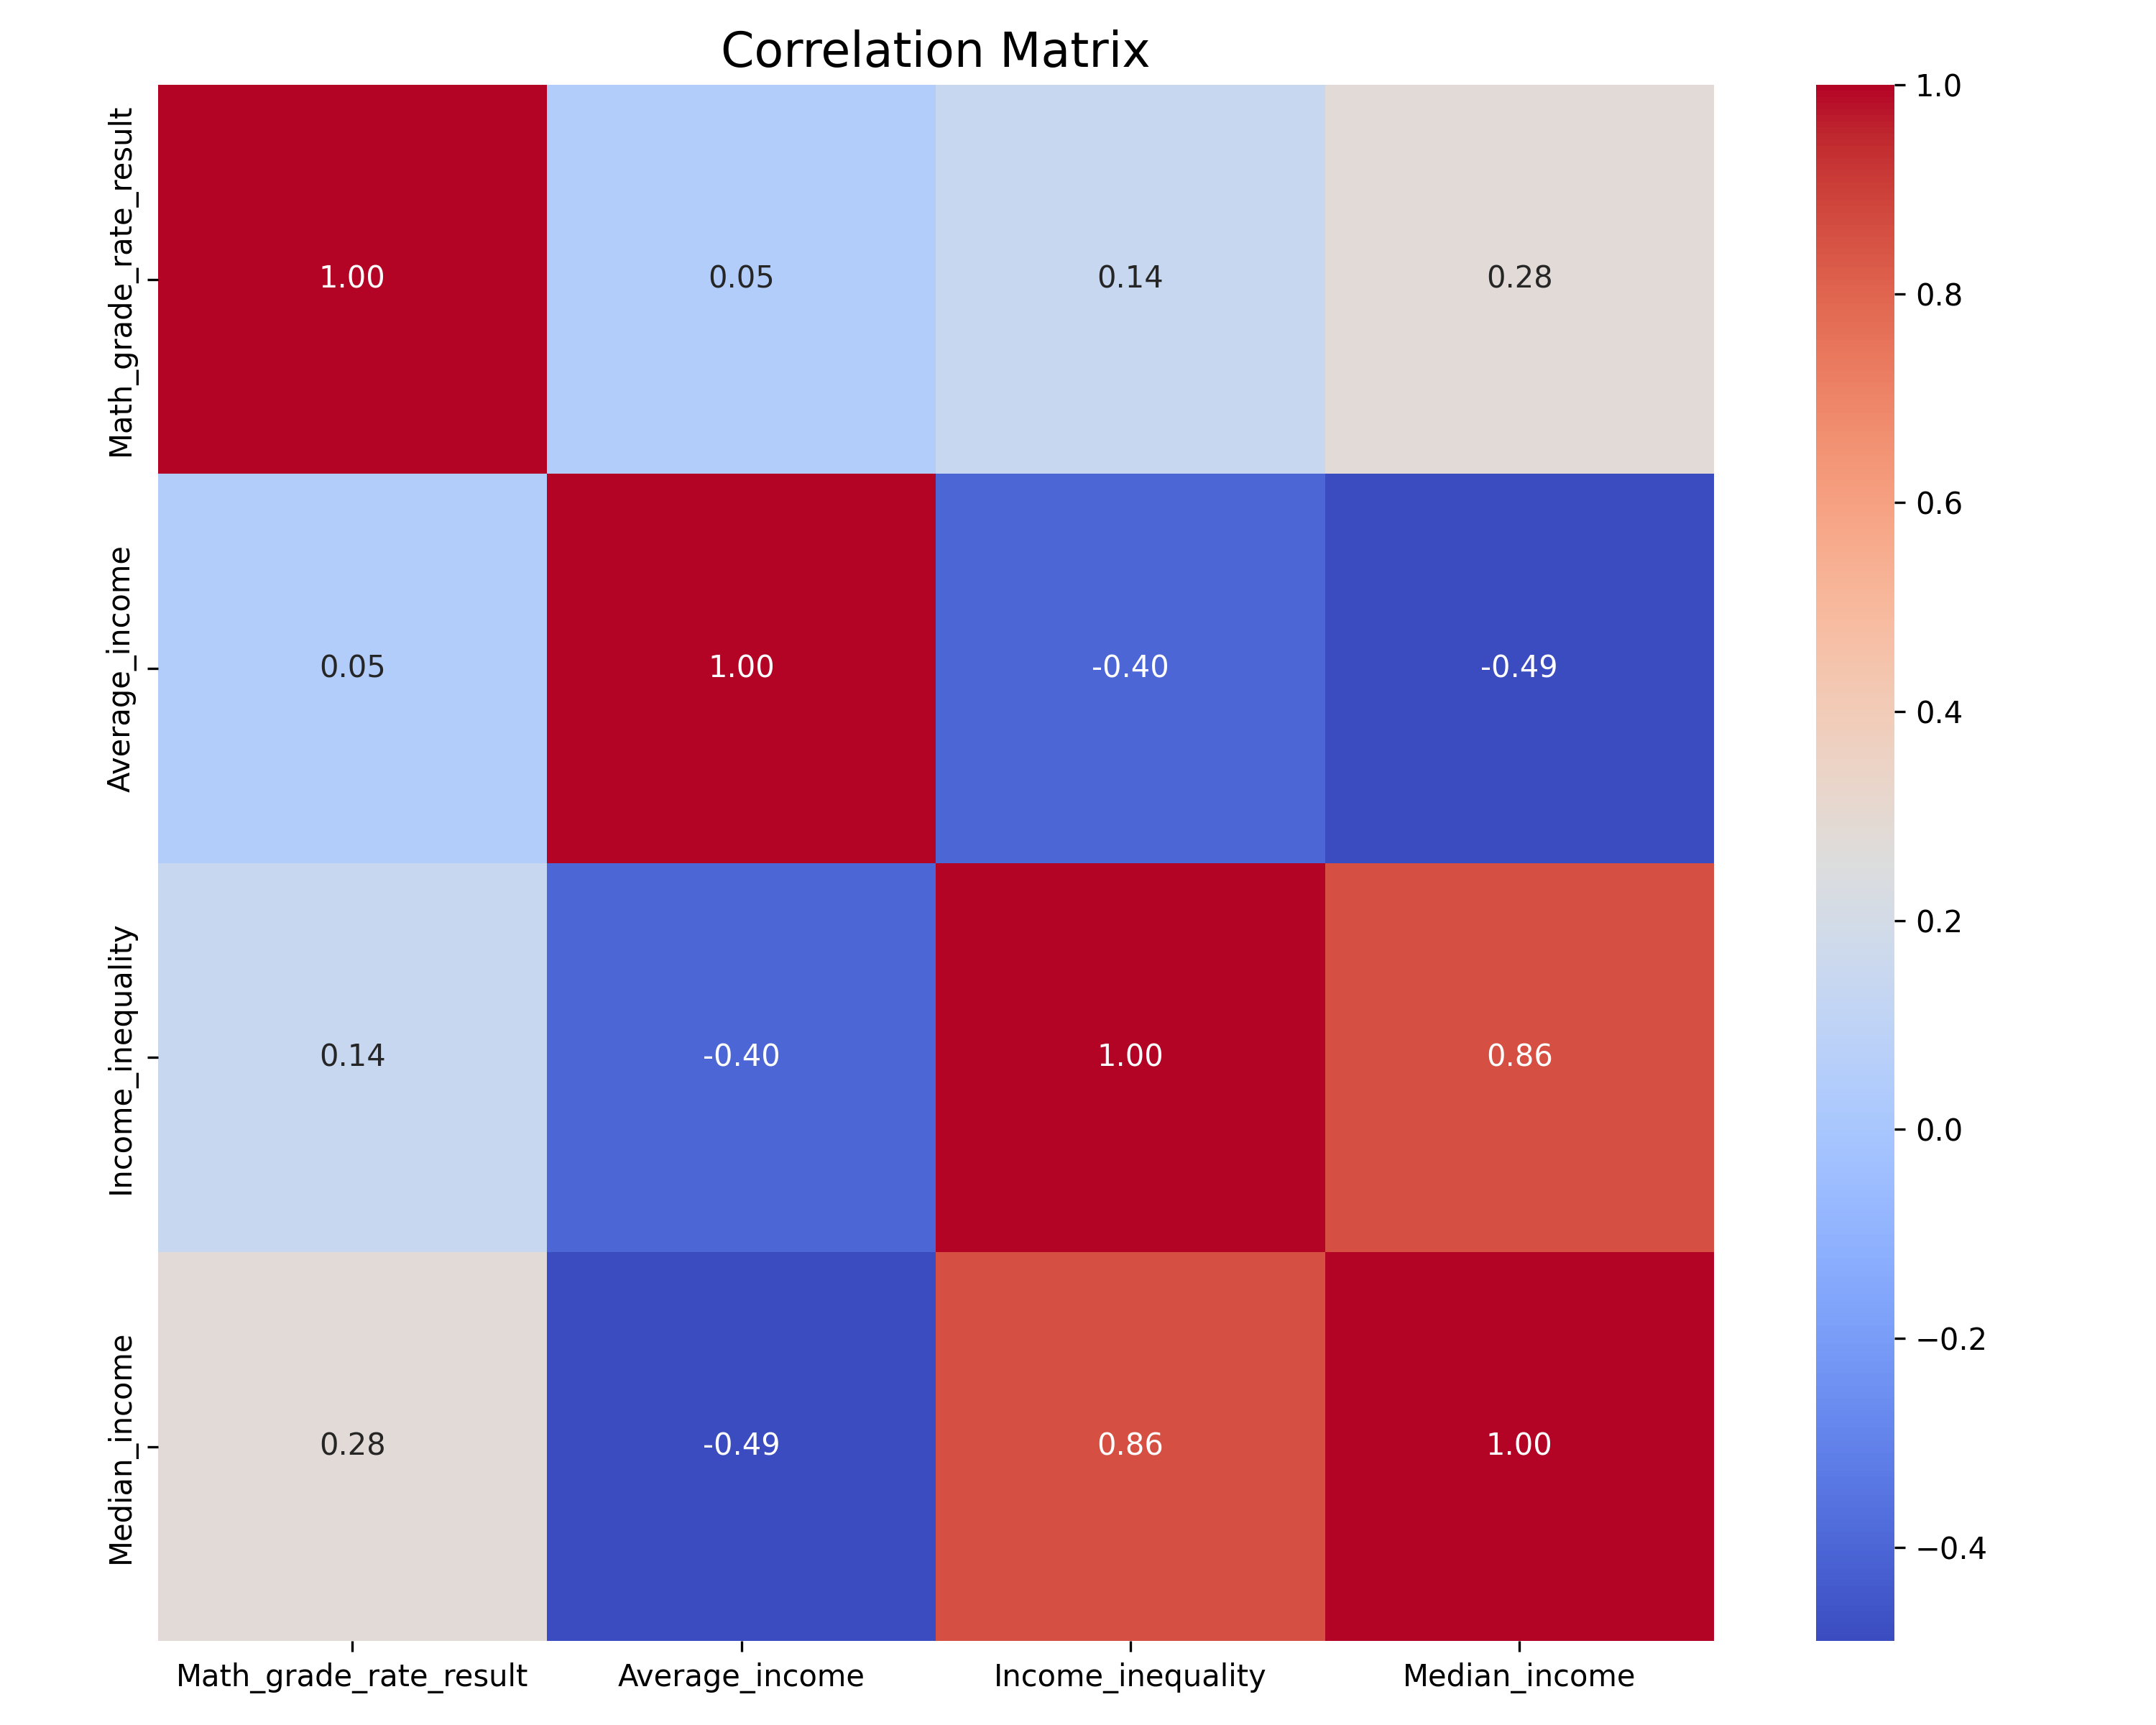 Correlation Matrix
Math_grade_rate_result
1.00 0.05 0.14 0.28
Average_income
0.05 1.00 -0.40 -0.49
Income_inequality
0.14 -0.40 1.00 0.86
Median_income
0.28 -0.49 0.86 1.00
Math_grade_rate_result Average_income Income_inequality Median_income
1.0
0.8
0.6
0.4
0.2
0.0
−0.2
−0.4